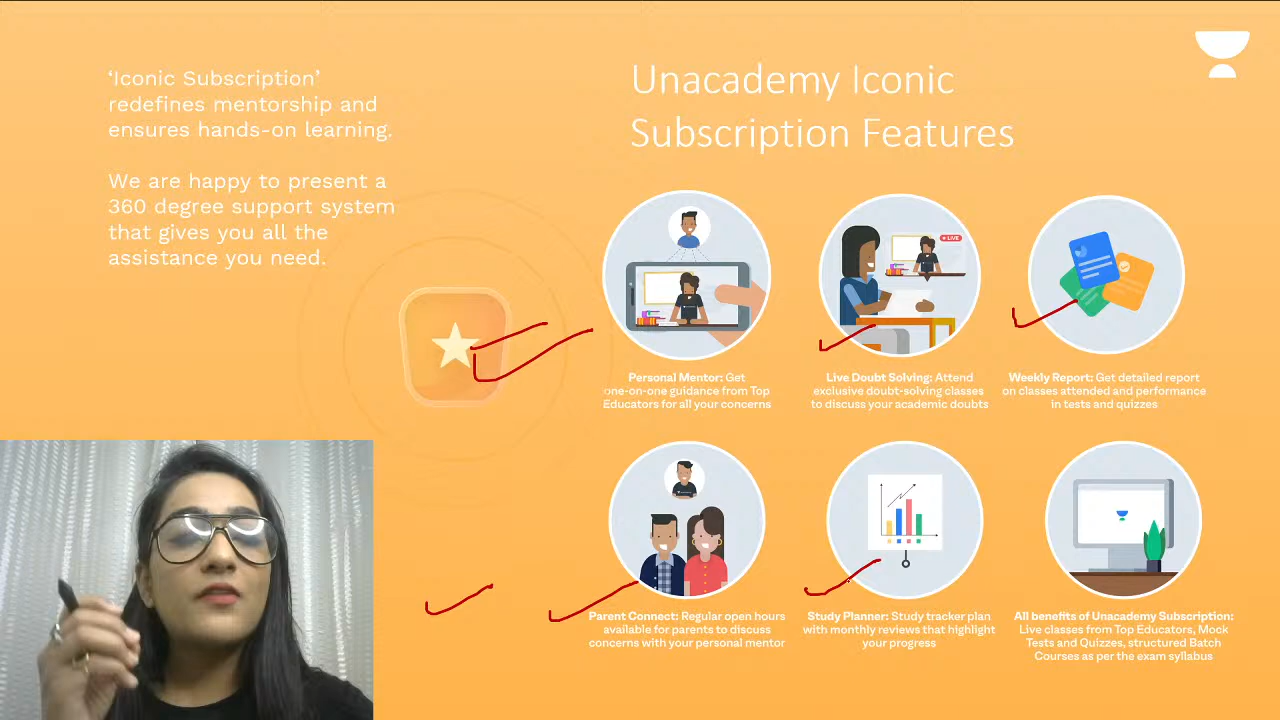 ‘Iconic Subscription’
redefines mentorship and
ensures hands-on learning.
We are happy to present a
360 degree support system
that gives you all the
assistance you need.
Unacademy Iconic
Subscription Features
LIVE
Personal Mentor: Get
one-on-one guidance from Top
Educators for all your concerns
Live Doubt Solving: Attend
exclusive doubt-solving classes
to discuss your academic doubts
Weekly Report: Get detailed report
on classes attended and performance
in tests and quizzes
Parent Connect: Regular open hours
available for parents to discuss
concerns with your personal mentor
Study Planner: Study tracker plan
with monthly reviews that highlight
your progress
All benefits of Unacademy Subscription:
Live classes from Top Educators, Mock
Tests and Quizzes, structured Batch
Courses as per the exam syllabus